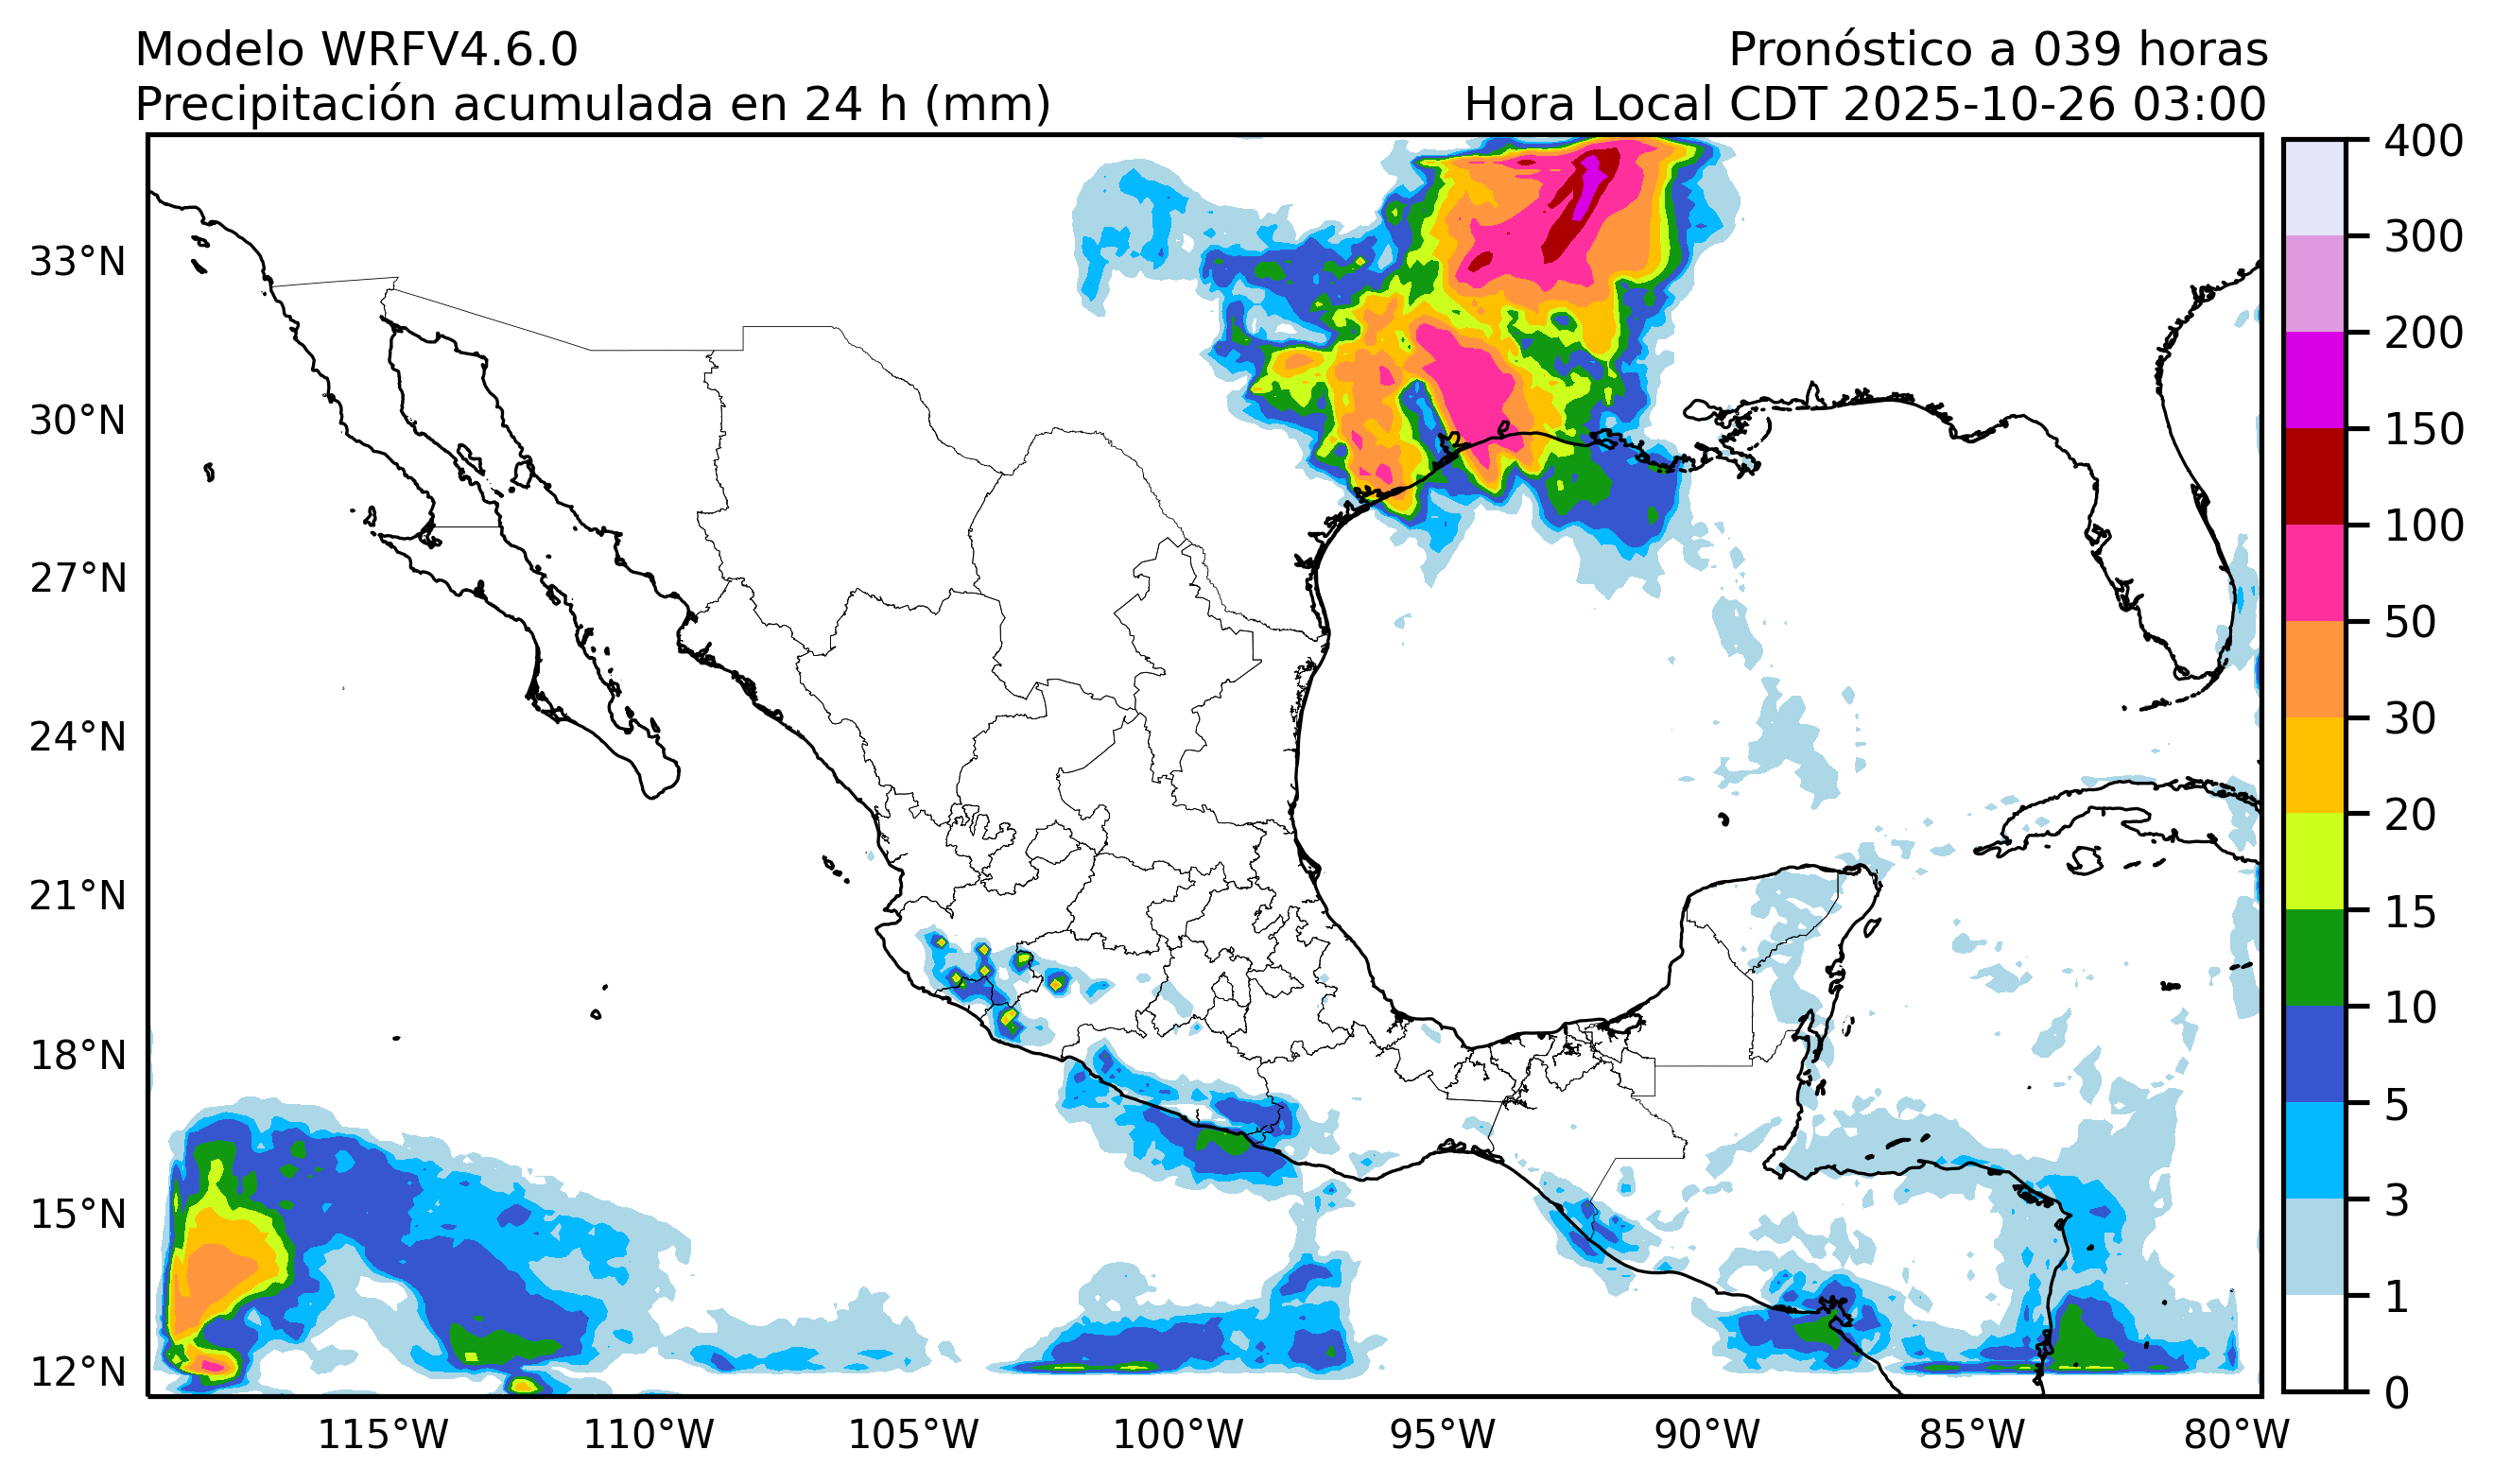 Modelo WRFV4.6.0
Pronóstico a 039 horas
Precipitación acumulada en 24 h (mm)
Hora Local CDT 2025-10-26 03:00
33°N
30°N
27°N
24°N
21°N
18°N
15°N
12°N
115°W
110°W
105°W
100°W
95°W
90°W
85°W
80°W
400
300
200
150
100
50
30
20
15
10
5
3
1
0